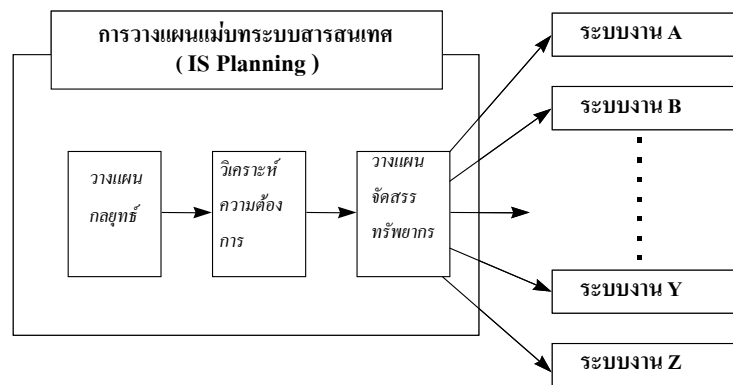 การวางแผนแม่บทระบบสารสนเทศ
( IS Planning )
วางแผน
กลยุทธ์
วิเคราะห์
ความต้อง
การ
วางแผน
จัดสรร
ทรัพยากร
ระบบงาน A
ระบบงาน B
ระบบงาน Y
ระบบงาน Z